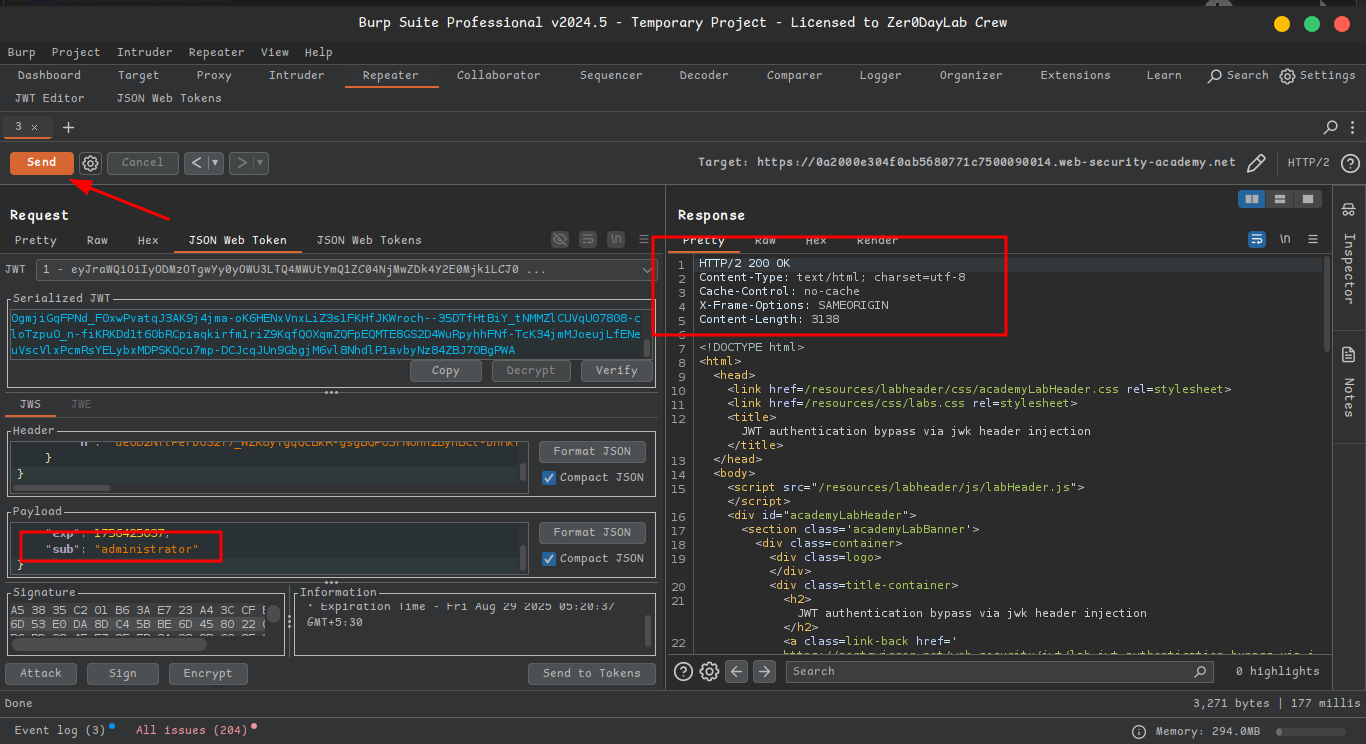 Burp Suite Professional v2024.5 - Temporary Project - Licensed to Zer0DayLab Crew
Burp Project Intruder Repeater View Help
Dashboard Target Proxy Intruder Repeater Collaborator Sequencer Decoder Comparer Logger Organizer Extensions Learn Search Settings
JWT Editor JSON Web Tokens
3 × +
Send Cancel < ▾ > ▾ Target: https://0a2000e304f0ab5680771c7500090014.web-security-academy.net HTTP/2
Request
Pretty Raw Hex JSON Web Token JSON Web Tokens \n
JWT 1 - eyJraWQiOiIyODMzOTgwYy0yOWU3LTQ4MWUtYmQ1ZC04NjMwZDk4Y2E0MjkiLCJ0 ...
Serialized JWT
0gmjiGqFPNd_FOxwPvatqJ3AK9j4jma-oK6HENxVnxLiZ3slFKHfJKWroch--35DTfHtBiY_tNMMZlCUVqU07808-c
loTzpuO_n-fiKRKDdlt6ObRCpiaqkirfmlriZ9KqfQOXqmZQFpEQMTE8GS2D4WuRpyhhFNf-TcK34jmMJoeujLfENe
uVscVlxPcmRsYELybxMDPSKQcu7mp-DCJcqJUn9GbgjM6vl8NhdlPlavbyNz84ZBJ70BgPWA
Copy Decrypt Verify
JWS JWE
Header
}
}
Format JSON
Compact JSON
Payload
"exp": 1756425037,
"sub": "administrator"
}
Format JSON
Compact JSON
Signature
A5 38 35 C2 01 B6 3A E7 23 A4 3C CF
6D 53 E0 DA 8D C4 5B BE 6D 45 80 22
Information
• Expiration Time - Fri Aug 29 2025 05:20:37
GMT+5:30
Attack Sign Encrypt Send to Tokens
Response
Pretty Raw Hex Render \n
1 HTTP/2 200 OK
2 Content-Type: text/html; charset=utf-8
3 Cache-Control: no-cache
4 X-Frame-Options: SAMEORIGIN
5 Content-Length: 3138
6
7 <!DOCTYPE html>
8 <html>
9 <head>
10 <link href=/resources/labheader/css/academyLabHeader.css rel=stylesheet>
11 <link href=/resources/css/labs.css rel=stylesheet>
12 <title>
JWT authentication bypass via jwk header injection
</title>
13 </head>
14 <body>
15 <script src="/resources/labheader/js/labHeader.js">
</script>
16 <div id="academyLabHeader">
17 <section class='academyLabBanner'>
18 <div class=container>
19 <div class=logo>
</div>
20 <div class=title-container>
21 <h2>
JWT authentication bypass via jwk header injection
</h2>
22 <a class=link-back href='
Search 0 highlights
Inspector
Notes
Done 3,271 bytes | 177 millis
Event log (3) All issues (204) Memory: 294.0MB